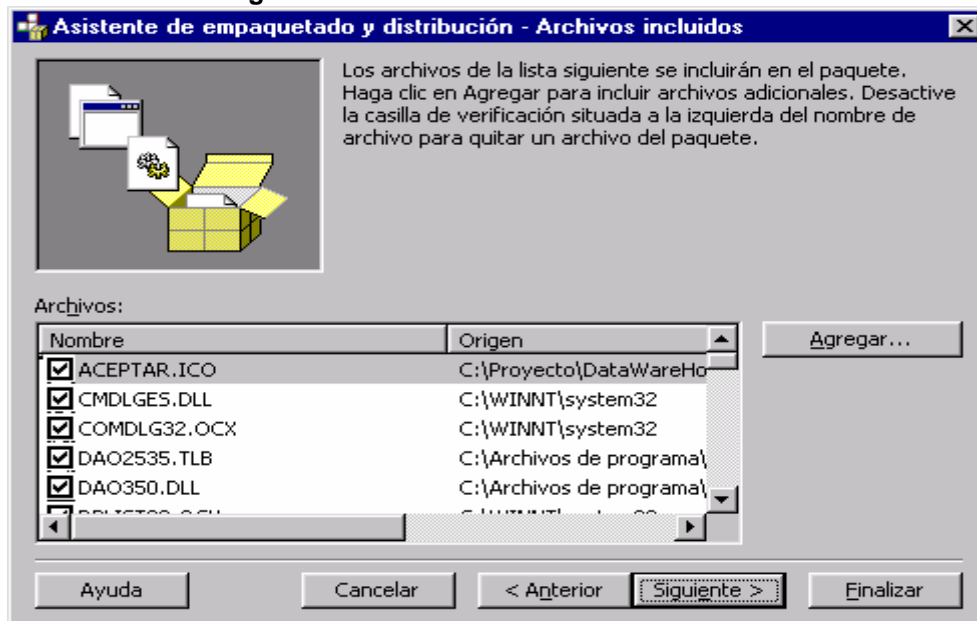 Asistente de empaquetado y distribución - Archivos incluidos
Los archivos de la lista siguiente se incluirán en el paquete.
Haga clic en Agregar para incluir archivos adicionales. Desactive
la casilla de verificación situada a la izquierda del nombre de
archivo para quitar un archivo del paquete.
Archivos:
Nombre Origen Agregar...
ACEPTAR.ICO C:\Proyecto\DataWareHo
CMDLGES.DLL C:\WINNT\system32
COMDLG32.OCX C:\WINNT\system32
DAO2535.TLB C:\Archivos de programa\
DAO350.DLL C:\Archivos de programa\
Ayuda Cancelar < Anterior Siguiente > Finalizar